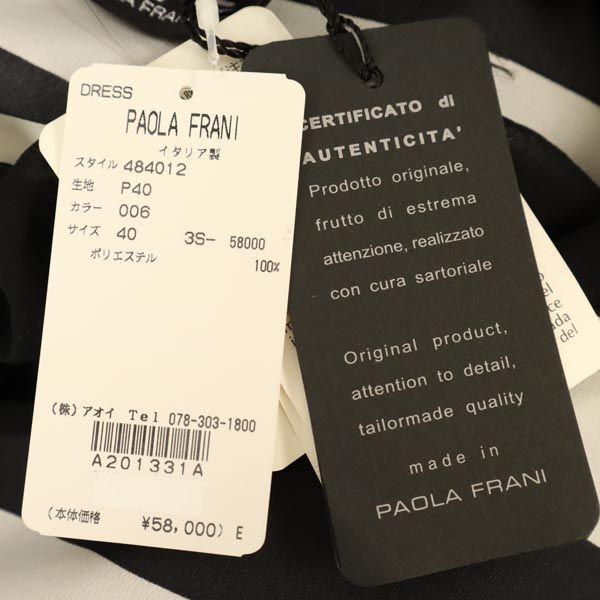 DRESS
PAOLA FRANI
イタリア製
スタイル 484012
生地 P40
カラー 006
サイズ 40 3S- 58000
ポリエステル 100%
(株)アオイ Tel 078-303-1800
A201331A
(本体価格 ¥58,000) E
CERTIFICATO di
AUTENTICITA'
Prodotto originale,
frutto di estrema
attenzione, realizzato
con cura sartoriale
Original product,
attention to detail,
tailormade quality
made in
PAOLA FRANI
PAOLA FRANI
del